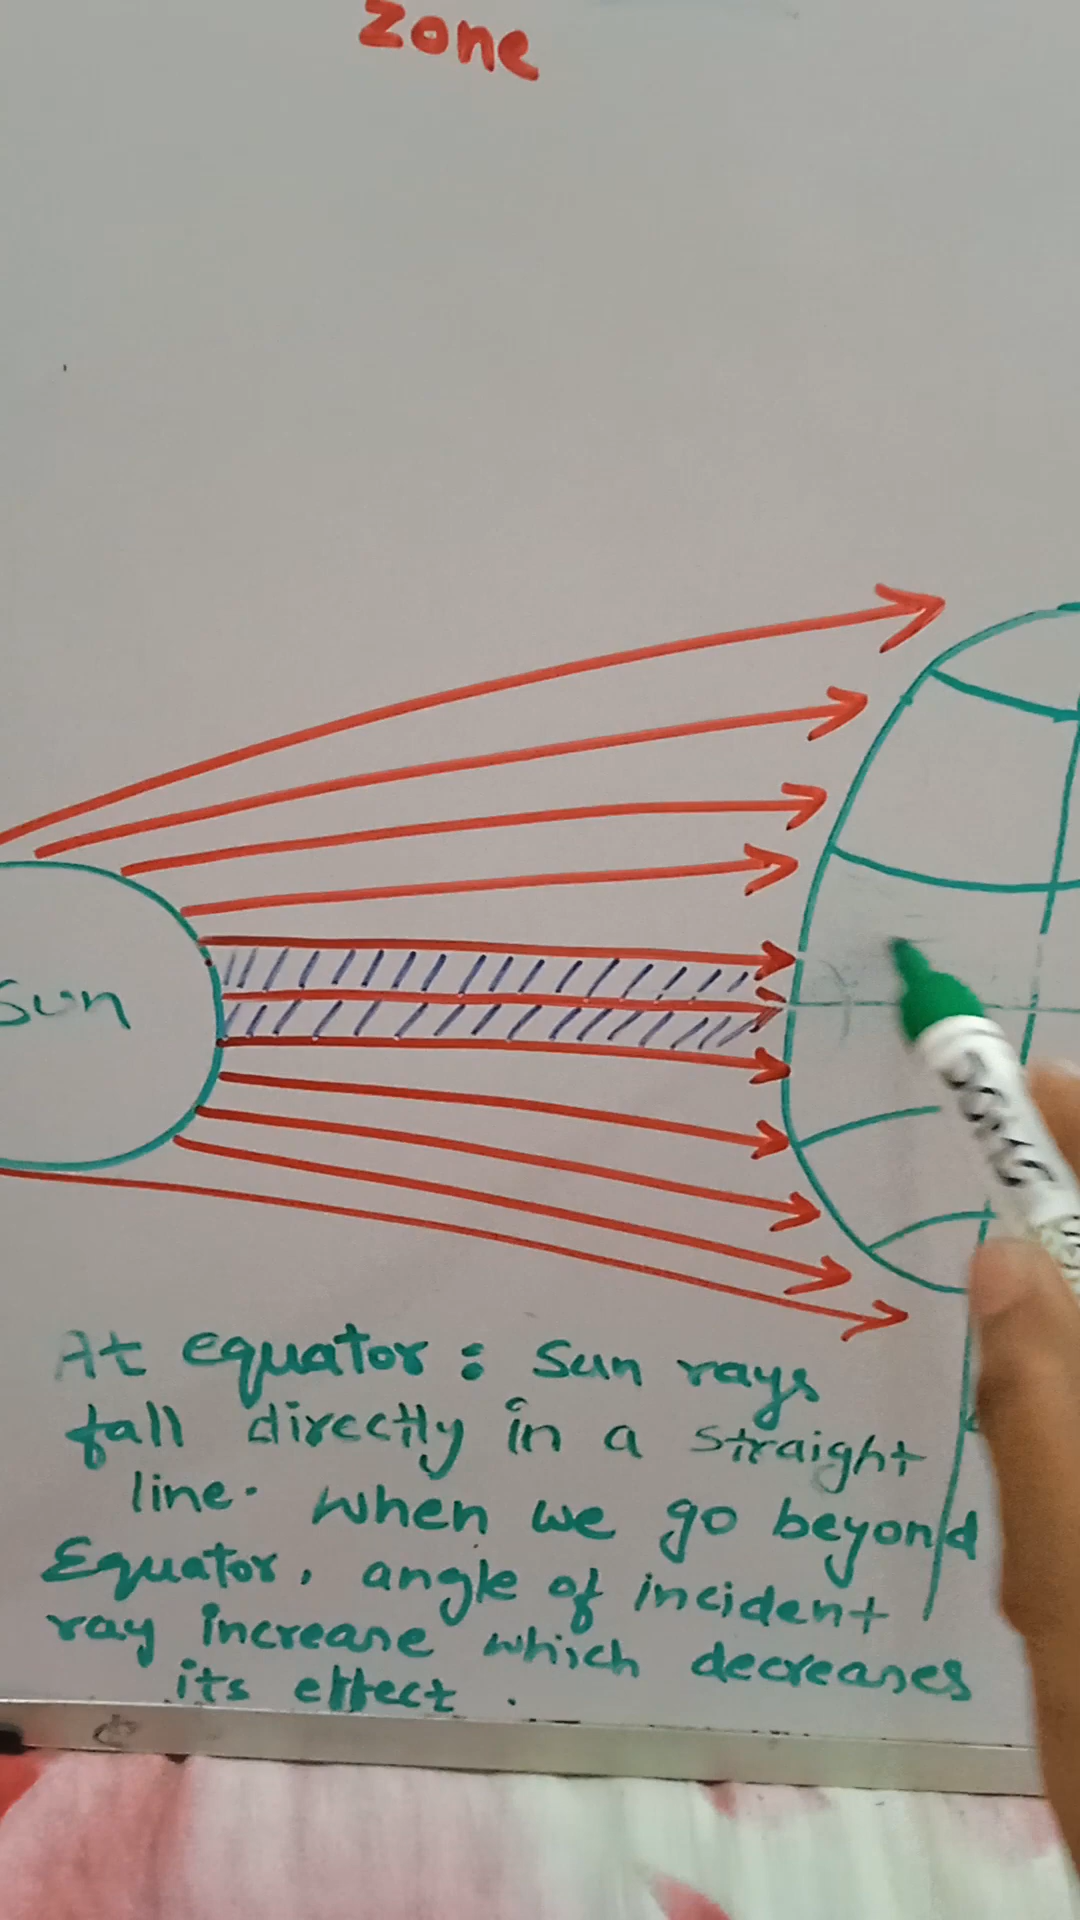 zone
Sun
At equator : Sun rays
fall directly in a straight
line. When we go beyond
Equator, angle of incident
ray increase which decreases
its effect .